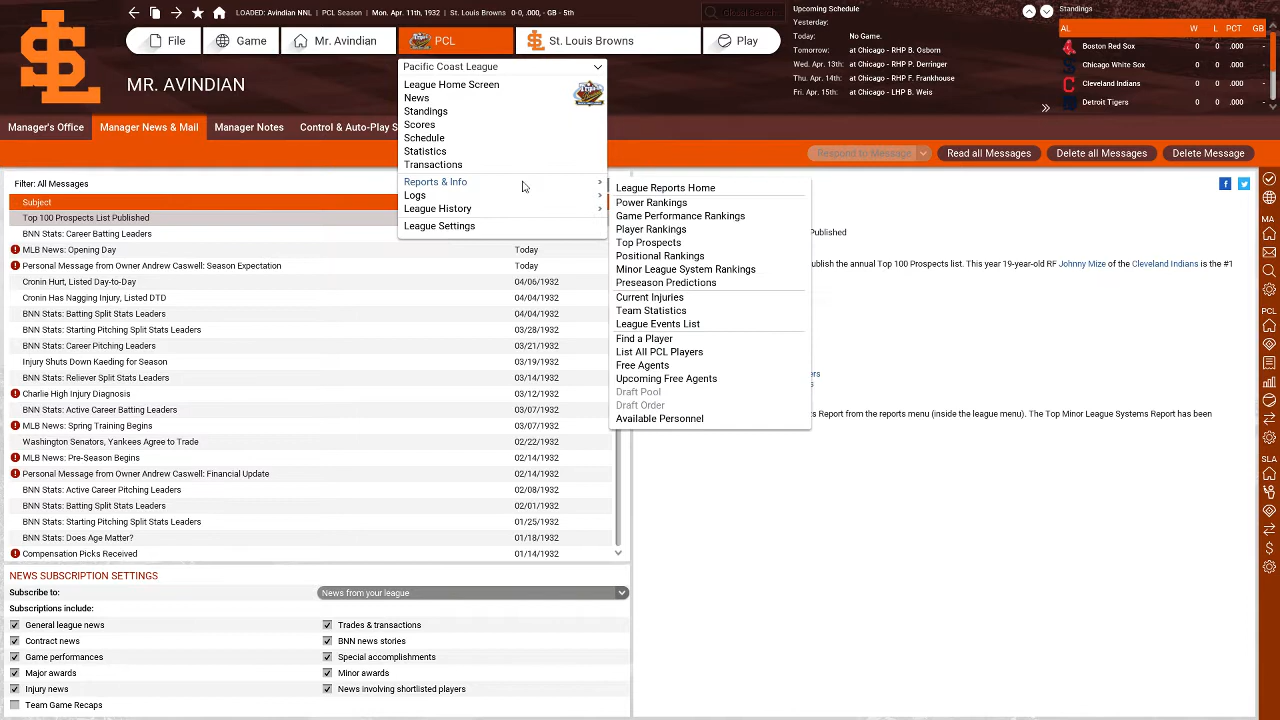 LOADED: Avindian NNL | PCL Season | Mon. Apr. 11th, 1932 | St. Louis Browns 0-0, .000, - GB - 5th
Global Search
File
Game
Mr. Avindian
PCL
St. Louis Browns
Play
MR. AVINDIAN
Upcoming Schedule
Yesterday:
Today: No Game.
Tomorrow: at Chicago - RHP B. Osborn
Wed. Apr. 13th: at Chicago - RHP P. Derringer
Thu. Apr. 14th: at Chicago - RHP F. Frankhouse
Fri. Apr. 15th: at Chicago - LHP B. Weis
Standings
AL W L PCT GB
Boston Red Sox 0 0 .000 -
Chicago White Sox 0 0 .000 -
Cleveland Indians 0 0 .000 -
Detroit Tigers 0 0 .000 -
Manager's Office
Manager News & Mail
Manager Notes
Control & Auto-Play S
Respond to Message
Read all Messages
Delete all Messages
Delete Message
Pacific Coast League
League Home Screen
News
Standings
Scores
Schedule
Statistics
Transactions
Reports & Info
Logs
League History
League Settings
League Reports Home
Power Rankings
Game Performance Rankings
Player Rankings
Top Prospects
Positional Rankings
Minor League System Rankings
Preseason Predictions
Current Injuries
Team Statistics
League Events List
Find a Player
List All PCL Players
Free Agents
Upcoming Free Agents
Draft Pool
Draft Order
Available Personnel
Filter: All Messages
Subject
Top 100 Prospects List Published
BNN Stats: Career Batting Leaders
MLB News: Opening Day Today
Personal Message from Owner Andrew Caswell: Season Expectation Today
Cronin Hurt, Listed Day-to-Day 04/06/1932
Cronin Has Nagging Injury, Listed DTD 04/04/1932
BNN Stats: Batting Split Stats Leaders 04/04/1932
BNN Stats: Starting Pitching Split Stats Leaders 03/28/1932
BNN Stats: Career Pitching Leaders 03/21/1932
Injury Shuts Down Kaeding for Season 03/19/1932
BNN Stats: Reliever Split Stats Leaders 03/14/1932
Charlie High Injury Diagnosis 03/12/1932
BNN Stats: Active Career Batting Leaders 03/07/1932
MLB News: Spring Training Begins 03/07/1932
Washington Senators, Yankees Agree to Trade 02/22/1932
MLB News: Pre-Season Begins 02/14/1932
Personal Message from Owner Andrew Caswell: Financial Update 02/14/1932
BNN Stats: Active Career Pitching Leaders 02/08/1932
BNN Stats: Batting Split Stats Leaders 02/01/1932
BNN Stats: Starting Pitching Split Stats Leaders 01/25/1932
BNN Stats: Does Age Matter? 01/18/1932
Compensation Picks Received 01/14/1932
ublished
ublish the annual Top 100 Prospects list. This year 19-year-old RF Johnny Mize of the Cleveland Indians is the #1
ers
s
s Report from the reports menu (inside the league menu). The Top Minor League Systems Report has been
NEWS SUBSCRIPTION SETTINGS
Subscribe to: News from your league
Subscriptions include:
General league news
Trades & transactions
Contract news
BNN news stories
Game performances
Special accomplishments
Major awards
Minor awards
Injury news
News involving shortlisted players
Team Game Recaps
MA
PCL
SLA